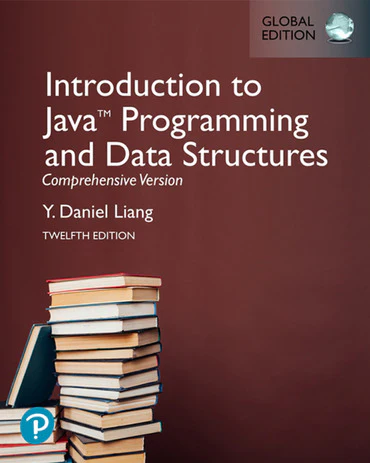 GLOBAL
EDITION
Introduction to
Java™ Programming
and Data Structures
Comprehensive Version
Y. Daniel Liang
TWELFTH EDITION
P